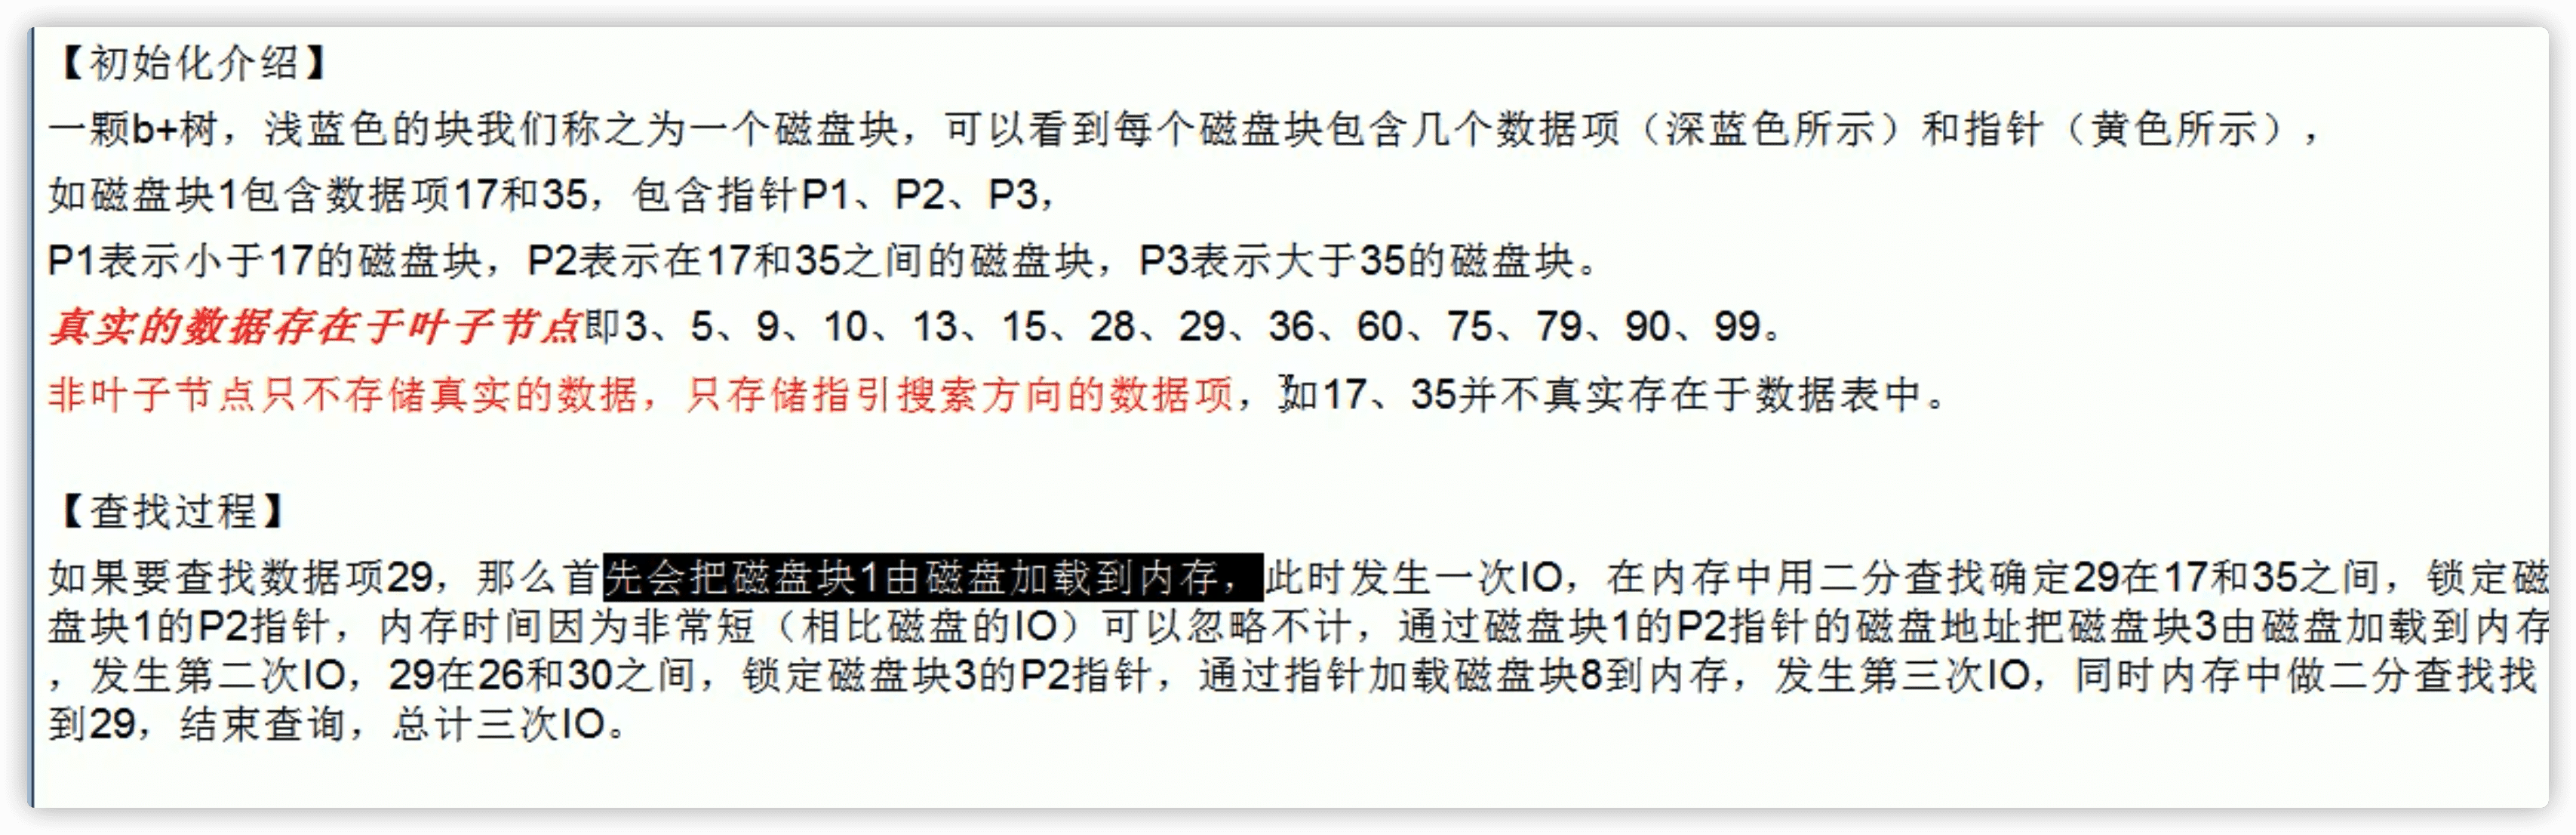 【初始化介绍】
一颗b+树，浅蓝色的块我们称之为一个磁盘块，可以看到每个磁盘块包含几个数据项（深蓝色所示）和指针（黄色所示），
如磁盘块1包含数据项17和35，包含指针P1、P2、P3，
P1表示小于17的磁盘块，P2表示在17和35之间的磁盘块，P3表示大于35的磁盘块。
真实的数据存在于叶子节点即3、5、9、10、13、15、28、29、36、60、75、79、90、99。
非叶子节点只不存储真实的数据，只存储指引搜索方向的数据项，如17、35并不真实存在于数据表中。
【查找过程】
如果要查找数据项29，那么首先会把磁盘块1由磁盘加载到内存，此时发生一次IO，在内存中用二分查找确定29在17和35之间，锁定磁
盘块1的P2指针，内存时间因为非常短（相比磁盘的IO）可以忽略不计，通过磁盘块1的P2指针的磁盘地址把磁盘块3由磁盘加载到内存
，发生第二次IO，29在26和30之间，锁定磁盘块3的P2指针，通过指针加载磁盘块8到内存，发生第三次IO，同时内存中做二分查找找
到29，结束查询，总计三次IO。